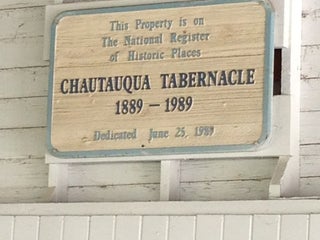 This Property is on
The National Register
of Historic Places
CHAUTAUQUA TABERNACLE
1889 — 1989
Dedicated June 25, 1989